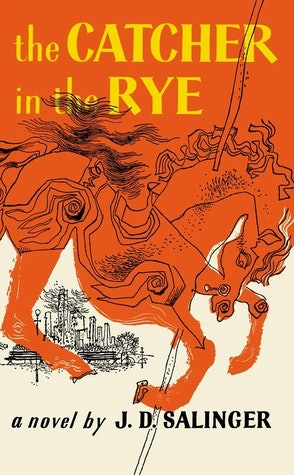 the CATCHER
in the RYE
a novel by J. D. SALINGER